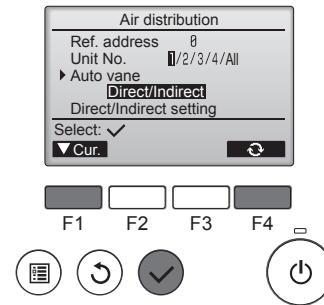 Air distribution
Ref. address 0
Unit No. 1/2/3/4/All
Auto vane
Direct/Indirect
Direct/Indirect setting
Select:
Cur.
F1 F2 F3 F4